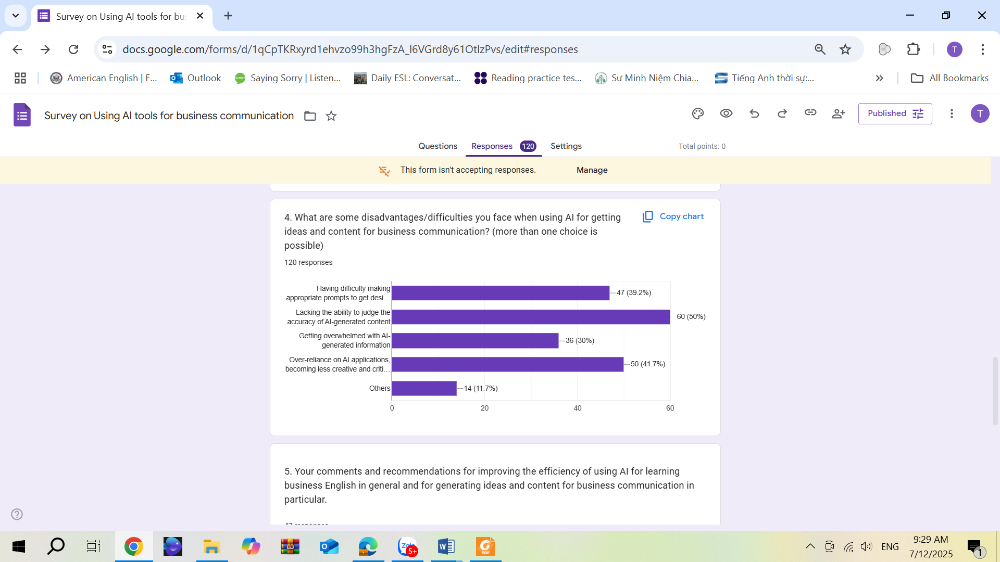 Survey on Using AI tools for bus
docs.google.com/forms/d/1qCpTKRxyrd1ehvzo99h3hgFzA_l6VGrd8y61OtlzPvs/edit#responses
T
American English | F...
Outlook
Saying Sorry | Listen...
Daily ESL: Conversat...
Reading practice tes...
Sư Minh Niệm Chia...
Tiếng Anh thời sự:...
All Bookmarks
Survey on Using AI tools for business communication
Published
T
Questions
Responses 120
Settings
Total points: 0
This form isn't accepting responses.
Manage
4. What are some disadvantages/difficulties you face when using AI for getting
ideas and content for business communication? (more than one choice is
possible)
Copy chart
120 responses
Having difficulty making
appropriate prompts to get desi...
47 (39.2%)
Lacking the ability to judge the
accuracy of AI-generated content
60 (50%)
Getting overwhelmed with AI-
generated information
36 (30%)
Over-reliance on AI applications,
becoming less creative and criti...
50 (41.7%)
Others
14 (11.7%)
0 20 40 60
5. Your comments and recommendations for improving the efficiency of using AI for learning
business English in general and for generating ideas and content for business communication in
particular.
Zalo
5+
PDF
ENG
9:29 AM
7/12/2025
1